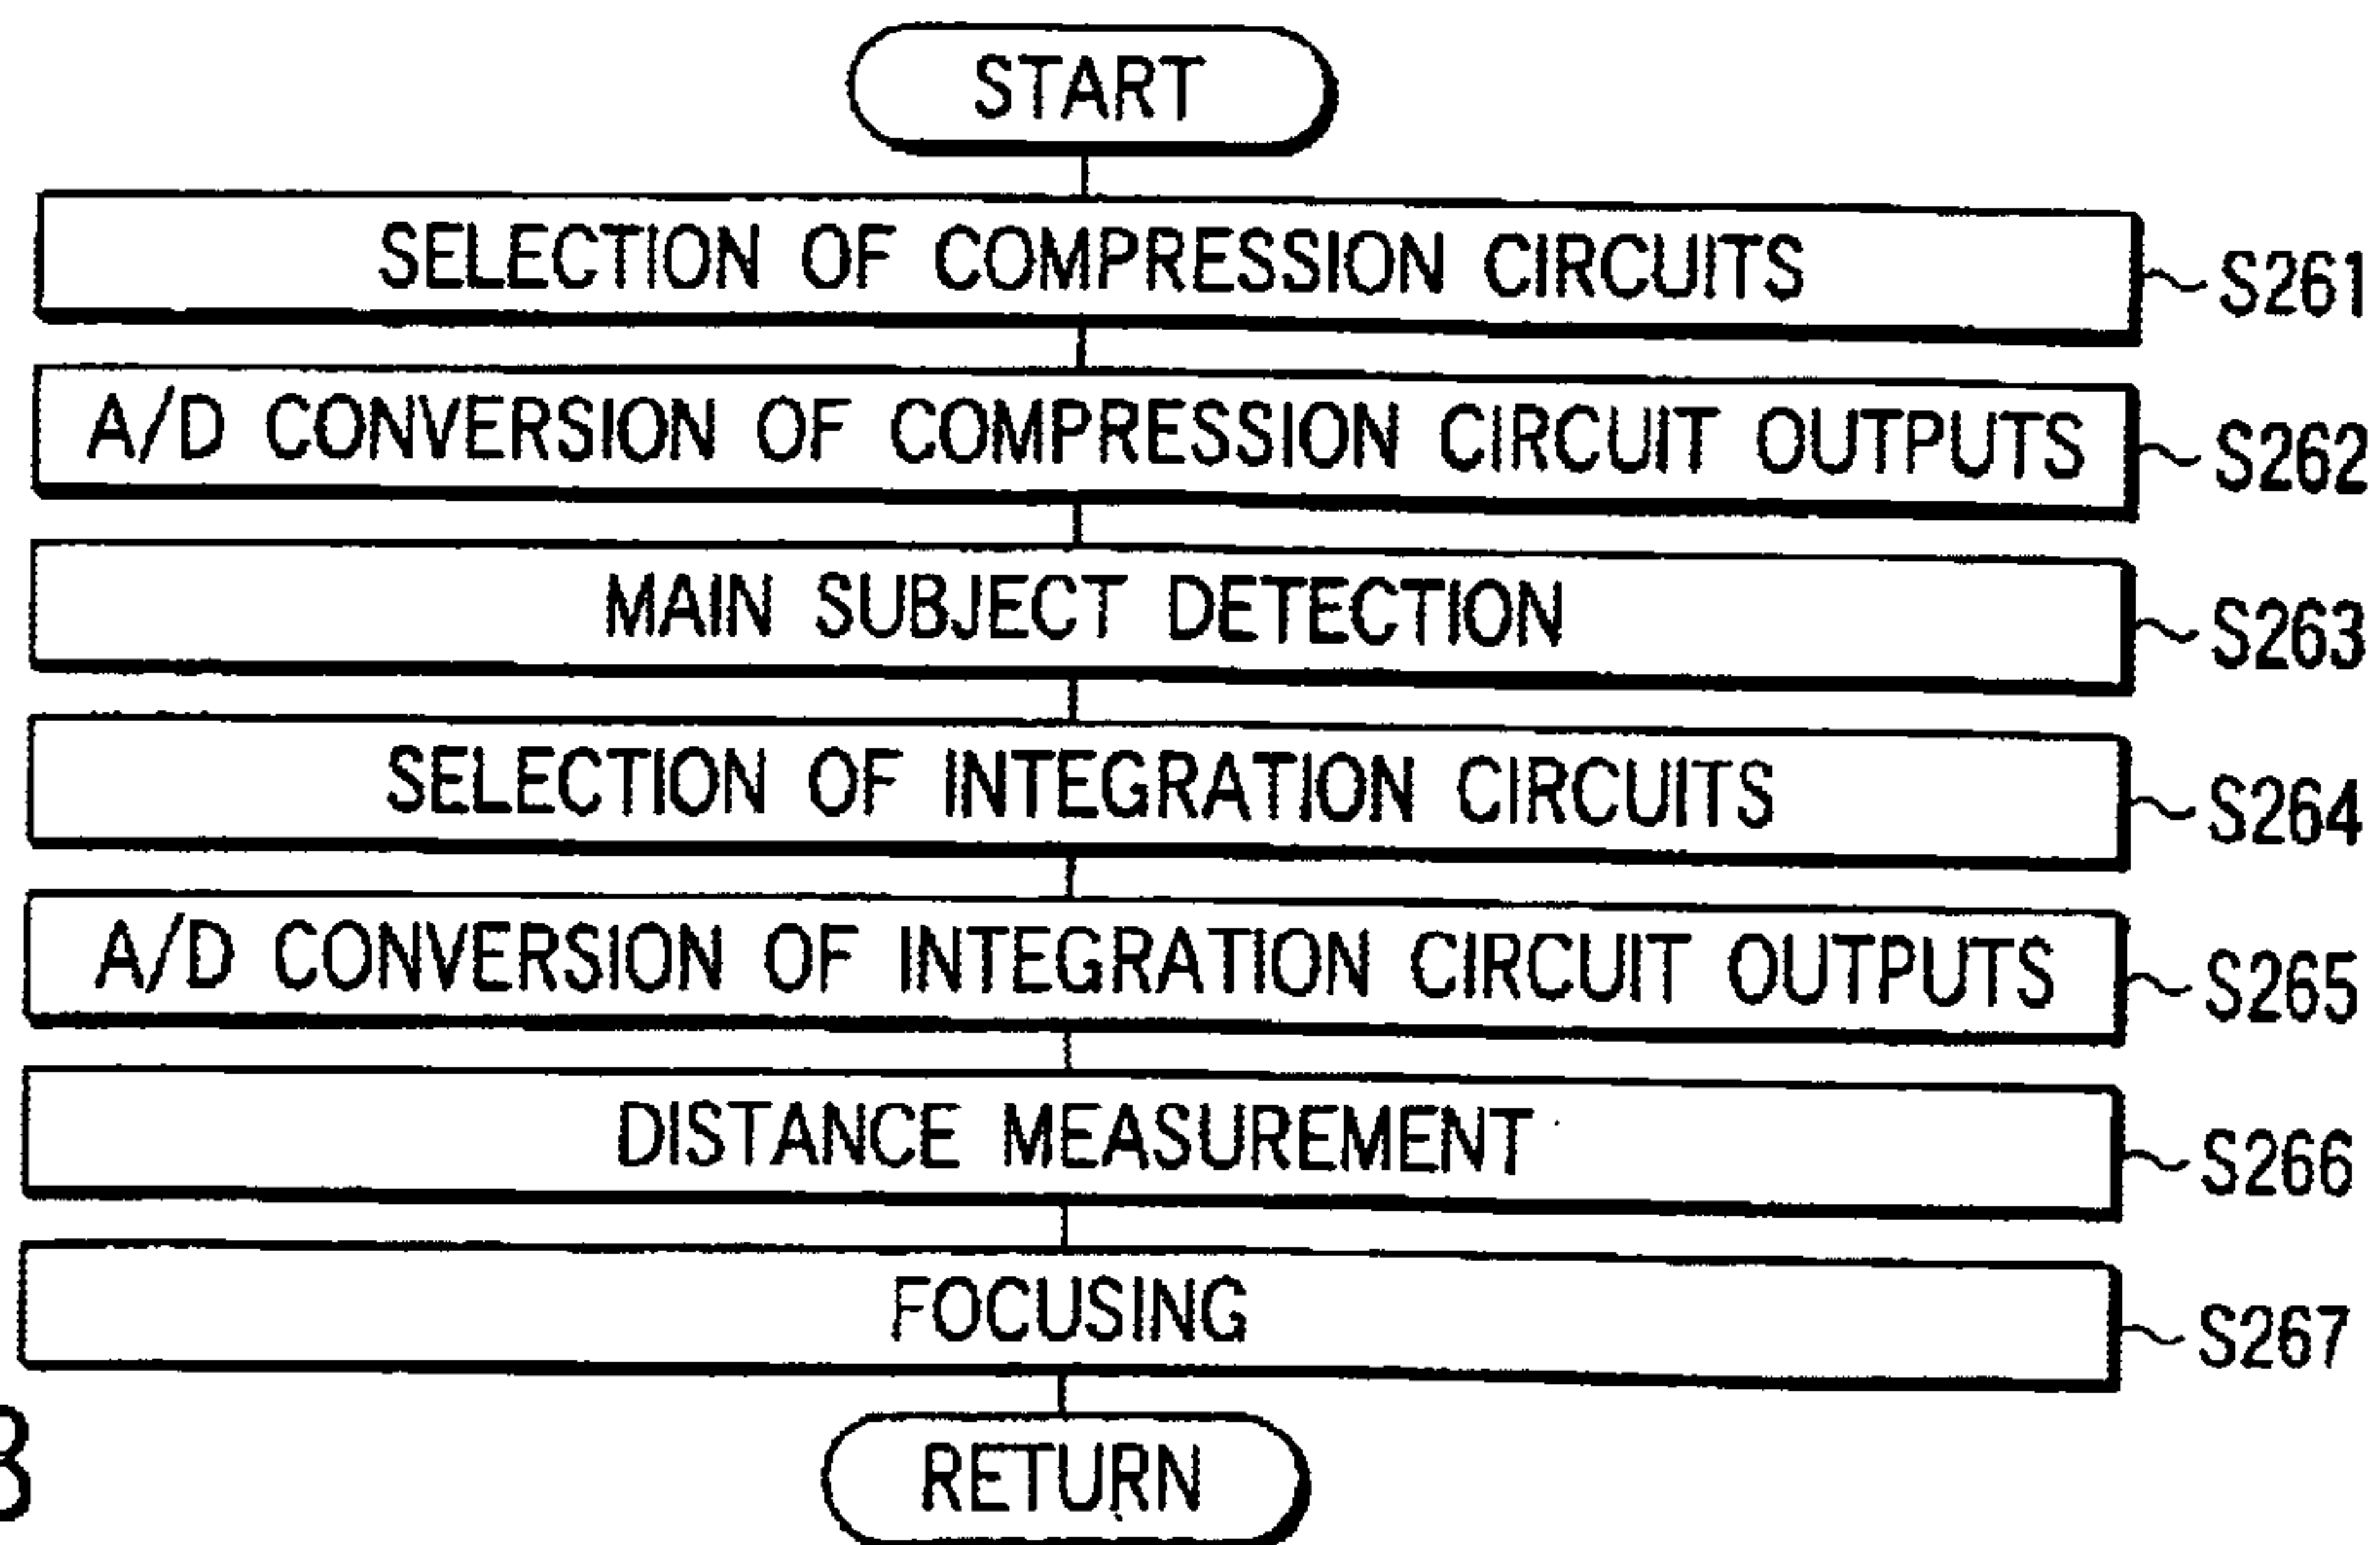 START
SELECTION OF COMPRESSION CIRCUITS S261
A/D CONVERSION OF COMPRESSION CIRCUIT OUTPUTS S262
MAIN SUBJECT DETECTION S263
SELECTION OF INTEGRATION CIRCUITS S264
A/D CONVERSION OF INTEGRATION CIRCUIT OUTPUTS S265
DISTANCE MEASUREMENT S266
FOCUSING S267
RETURN